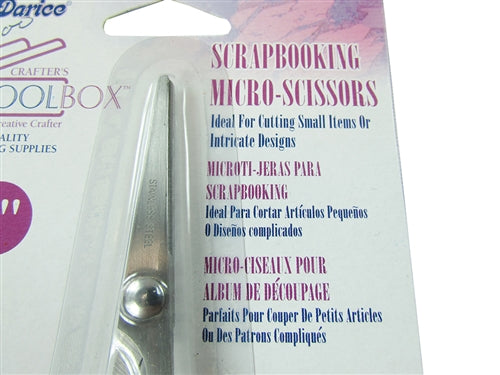 Darice
CRAFTER'S
OOLBOX™
reative Crafter
ALITY
G SUPPLIES
"
STAINLESS STEEL
SCRAPBOOKING
MICRO-SCISSORS
Ideal For Cutting Small Items Or
Intricate Designs
MICROTI-JERAS PARA
SCRAPBOOKING
Ideal Para Cortar Artículos Pequeños
O Diseños complicados
MICRO-CISEAUX POUR
ALBUM DE DÉCOUPAGE
Parfaits Pour Couper De Petits Articles
Ou Des Patrons Compliqués